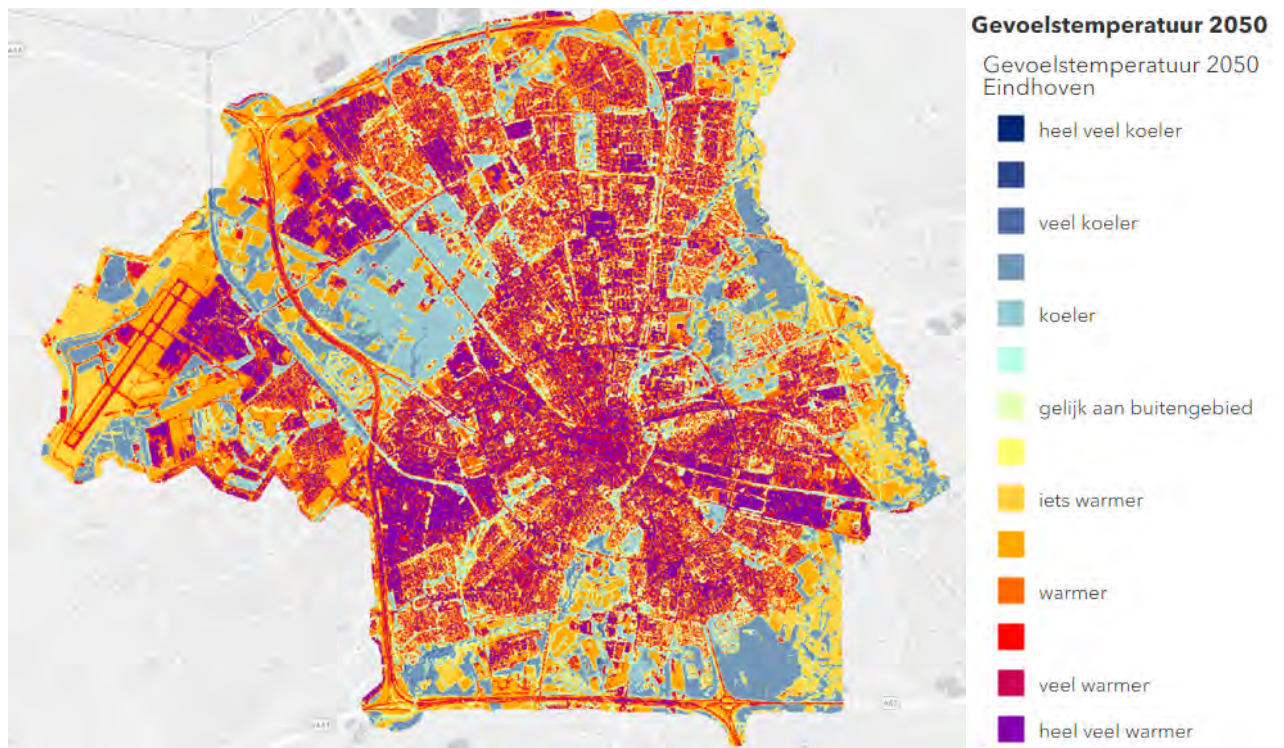 Gevoelstemperatuur 2050
Gevoelstemperatuur 2050
Eindhoven
heel veel koeler
veel koeler
koeler
gelijk aan buitengebied
iets warmer
warmer
veel warmer
heel veel warmer